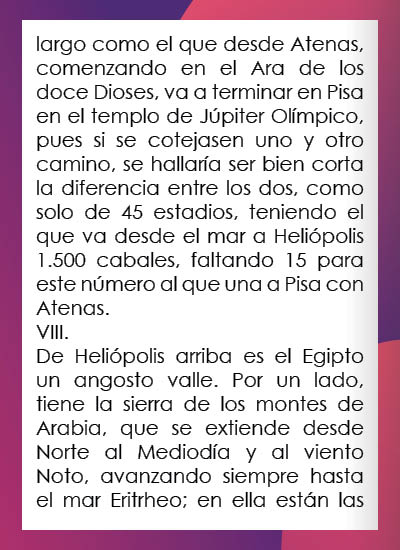 largo como el que desde Atenas,
comenzando en el Ara de los
doce Dioses, va a terminar en Pisa
en el templo de Júpiter Olímpico,
pues si se cotejasen uno y otro
camino, se hallaría ser bien corta
la diferencia entre los dos, como
solo de 45 estadios, teniendo el
que va desde el mar a Heliópolis
1.500 cabales, faltando 15 para
este número al que una a Pisa con
Atenas.
VIII.
De Heliópolis arriba es el Egipto
un angosto valle. Por un lado,
tiene la sierra de los montes de
Arabia, que se extiende desde
Norte al Mediodía y al viento
Noto, avanzando siempre hasta
el mar Eritrheo; en ella están las